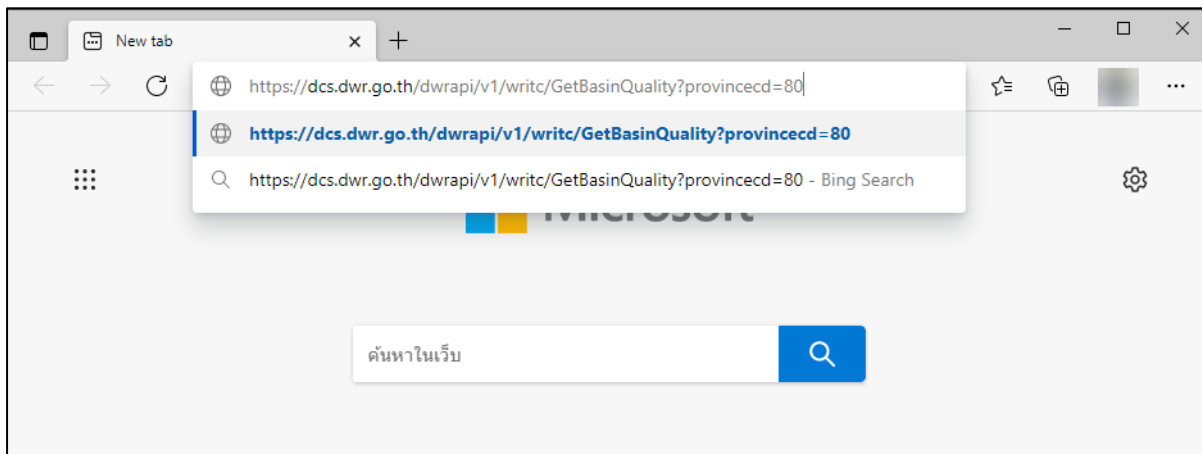 New tab
https://dcs.dwr.go.th/dwrapi/v1/writc/GetBasinQuality?provincecd=80
https://dcs.dwr.go.th/dwrapi/v1/writc/GetBasinQuality?provincecd=80
https://dcs.dwr.go.th/dwrapi/v1/writc/GetBasinQuality?provincecd=80 - Bing Search
Microsoft
ค้นหาในเว็บ